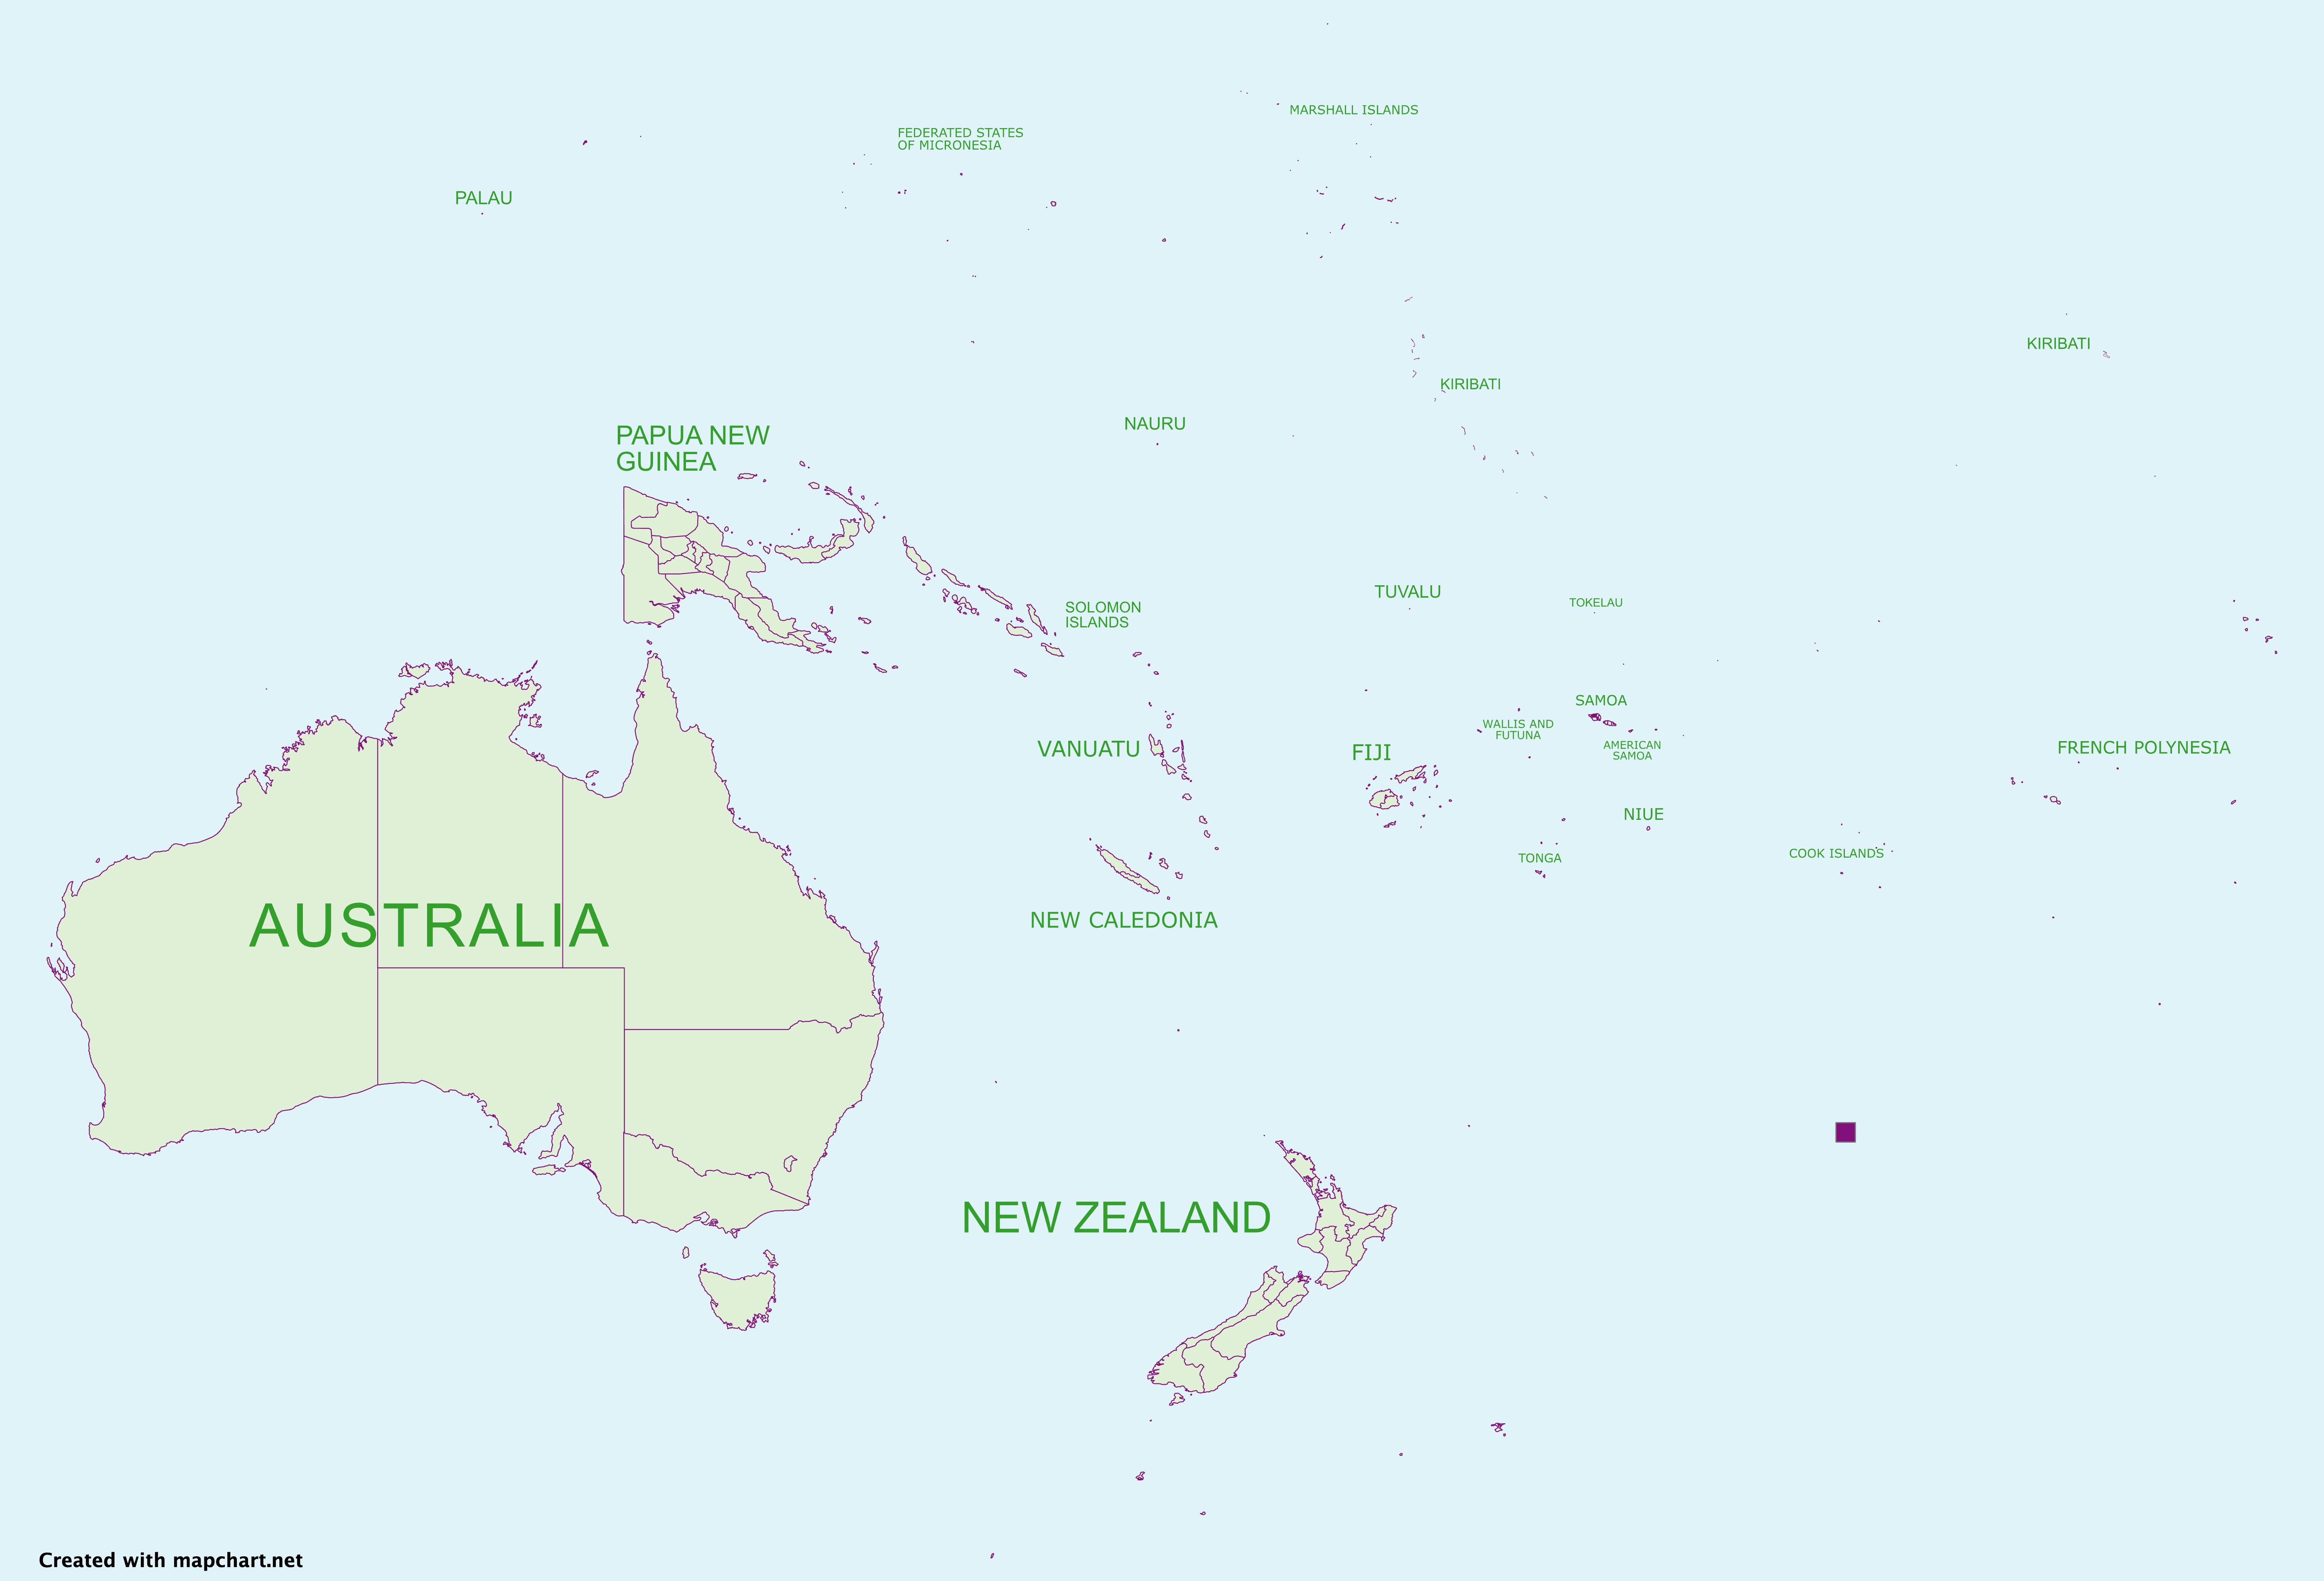 MARSHALL ISLANDS
FEDERATED STATES
OF MICRONESIA
PALAU
KIRIBATI
KIRIBATI
NAURU
PAPUA NEW
GUINEA
TUVALU
TOKELAU
SOLOMON
ISLANDS
SAMOA
WALLIS AND
FUTUNA
AMERICAN
SAMOA
VANUATU
FIJI
FRENCH POLYNESIA
NIUE
TONGA
COOK ISLANDS
AUSTRALIA
NEW CALEDONIA
NEW ZEALAND
Created with mapchart.net